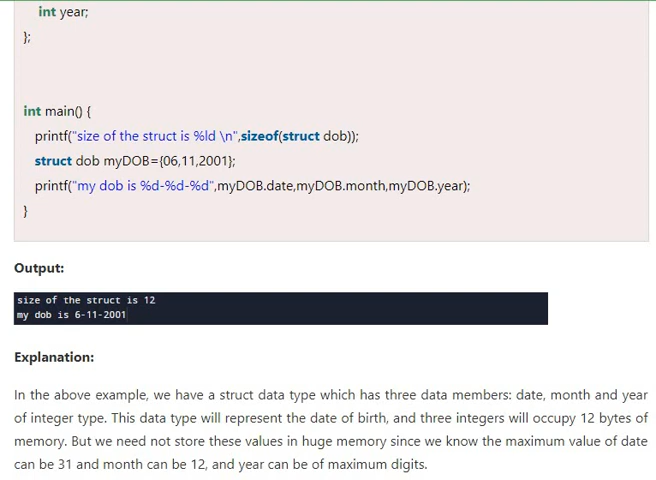 int year;
};
int main() {
printf("size of the struct is %ld \n",sizeof(struct dob));
struct dob myDOB={06,11,2001};
printf("my dob is %d-%d-%d",myDOB.date,myDOB.month,myDOB.year);
}
Output:
size of the struct is 12
my dob is 6-11-2001
Explanation:
In the above example, we have a struct data type which has three data members: date, month and year
of integer type. This data type will represent the date of birth, and three integers will occupy 12 bytes of
memory. But we need not store these values in huge memory since we know the maximum value of date
can be 31 and month can be 12, and year can be of maximum digits.